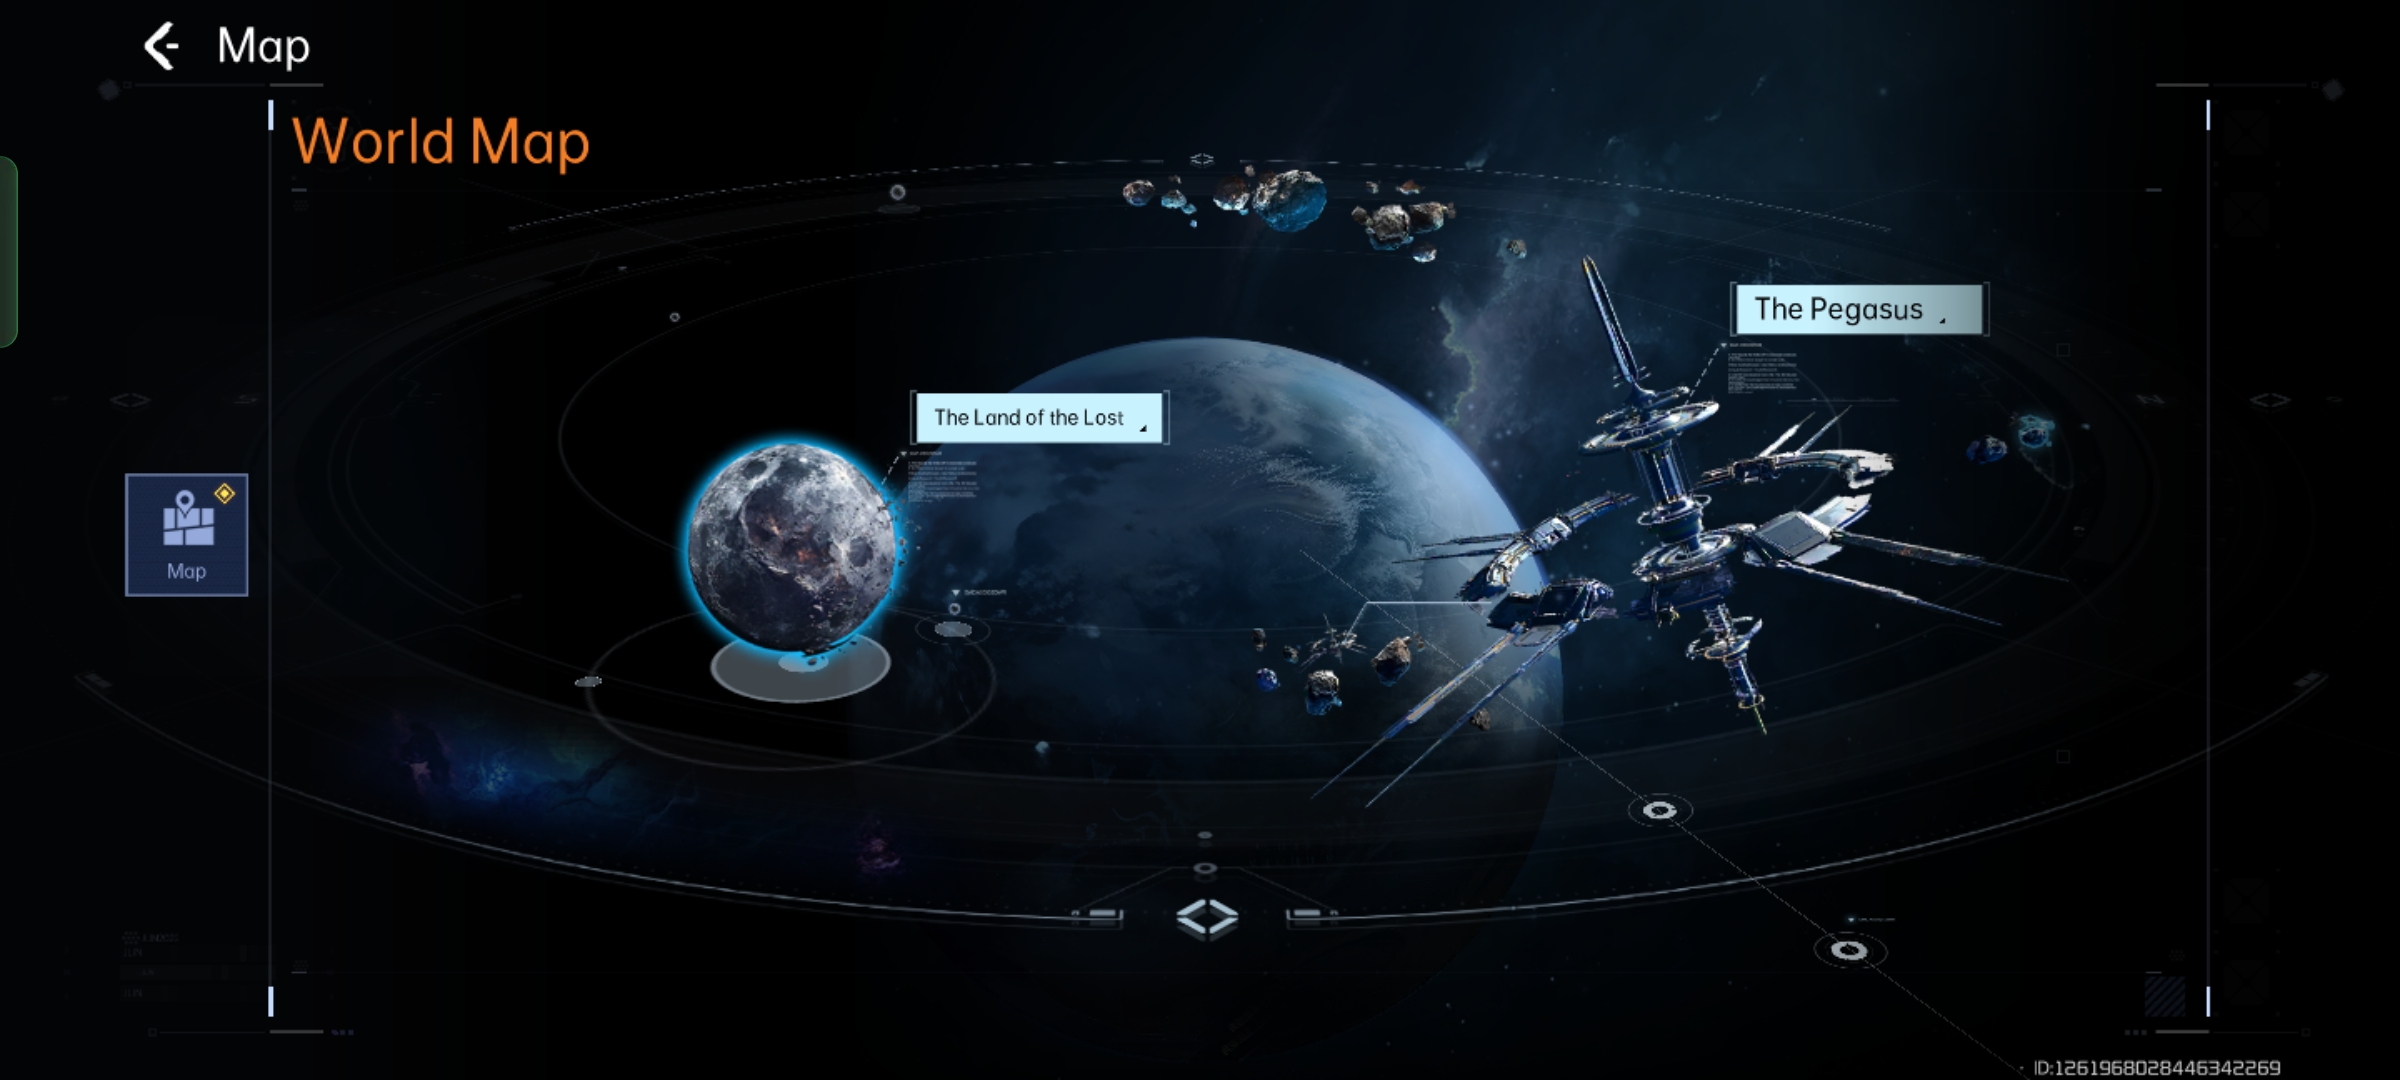 Map
World Map
The Pegasus
The Land of the Lost
Map
ID:1261968028446342269